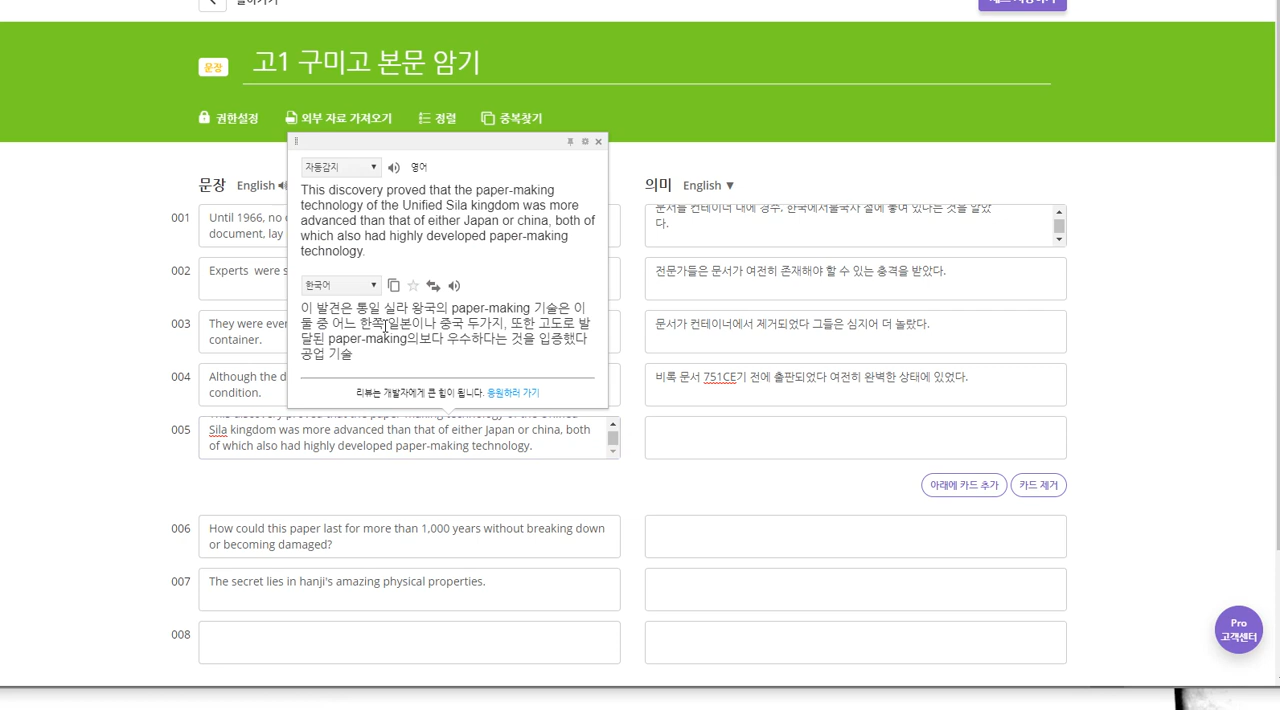 돌아가기
문장 고1 구미고 본문 암기
권한설정 외부 자료 가져오기 정렬 중복찾기
자동감지 영어
This discovery proved that the paper-making
technology of the Unified Sila kingdom was more
advanced than that of either Japan or china, both of
which also had highly developed paper-making
technology.
한국어
이 발견은 통일 실라 왕국의 paper-making 기술은 이
둘 중 어느 한쪽 일본이나 중국 두가지, 또한 고도로 발
달된 paper-making의보다 우수하다는 것을 입증했다
공업 기술
리뷰는 개발자에게 큰 힘이 됩니다. 응원하러 가기
문장 English
의미 English ▼
001 Until 1966, no
document, lay
문서를 컨테이너 내에 경주, 한국에서불국사 절에 놓여 있다는 것을 알았
다.
002 Experts were s
전문가들은 문서가 여전히 존재해야 할 수 있는 충격을 받았다.
003 They were ever
container.
문서가 컨테이너에서 제거되었다 그들은 심지어 더 놀랐다.
004 Although the d
condition.
비록 문서 751CE기 전에 출판되었다 여전히 완벽한 상태에 있었다.
005 This discovery proved that the paper-making technology of the Unified
Sila kingdom was more advanced than that of either Japan or china, both
of which also had highly developed paper-making technology.
아래에 카드 추가 카드 제거
006 How could this paper last for more than 1,000 years without breaking down
or becoming damaged?
007 The secret lies in hanji's amazing physical properties.
008
Pro
고객센터